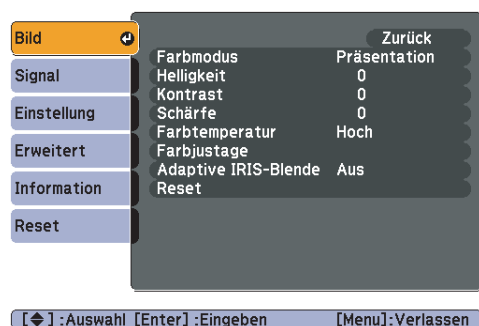 Bild
Signal
Einstellung
Erweitert
Information
Reset
Zurück
Farbmodus Präsentation
Helligkeit 0
Kontrast 0
Schärfe 0
Farbtemperatur Hoch
Farbjustage
Adaptive IRIS-Blende Aus
Reset
[ ] :Auswahl [Enter] :Eingeben [Menu]:Verlassen